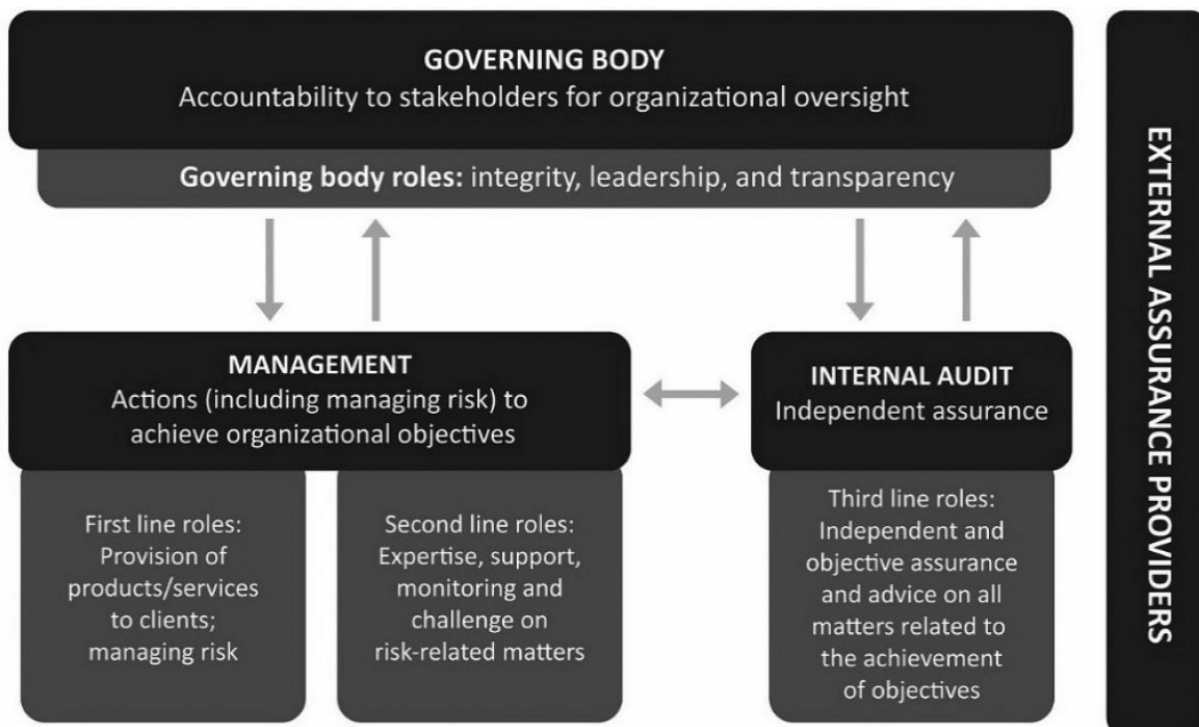 GOVERNING BODY
Accountability to stakeholders for organizational oversight
Governing body roles: integrity, leadership, and transparency
MANAGEMENT
Actions (including managing risk) to
achieve organizational objectives
First line roles:
Provision of
products/services
to clients;
managing risk
Second line roles:
Expertise, support,
monitoring and
challenge on
risk-related matters
INTERNAL AUDIT
Independent assurance
Third line roles:
Independent and
objective assurance
and advice on all
matters related to
the achievement
of objectives
EXTERNAL ASSURANCE PROVIDERS